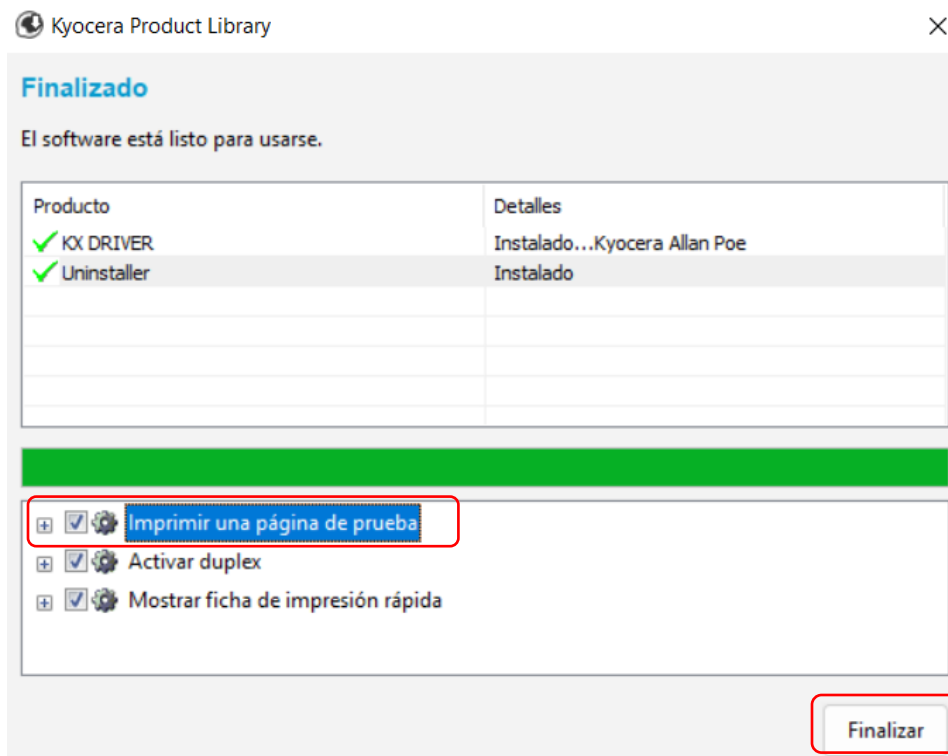 Kyocera Product Library
Finalizado
El software está listo para usarse.
Producto Detalles
KX DRIVER Instalado...Kyocera Allan Poe
Uninstaller Instalado
Imprimir una página de prueba
Activar duplex
Mostrar ficha de impresión rápida
Finalizar